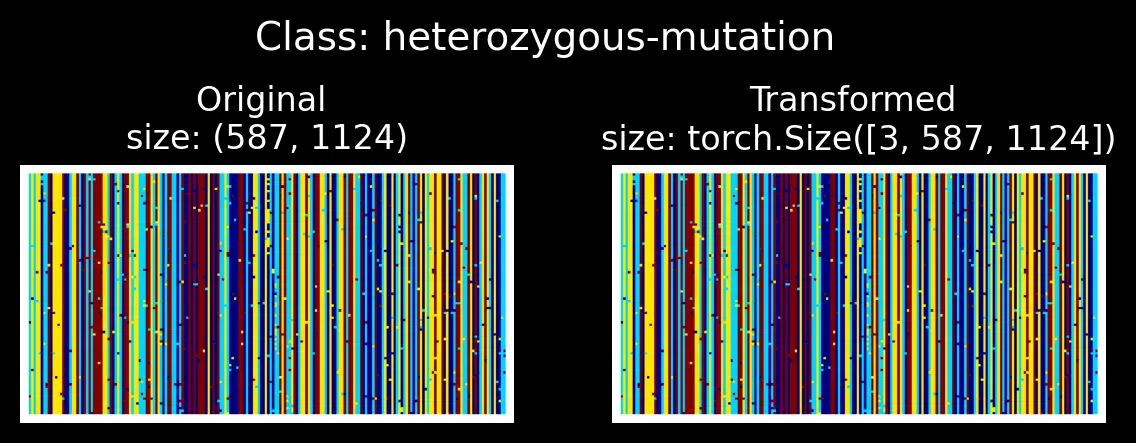 Class: heterozygous-mutation
Original
size: (587, 1124)
Transformed
size: torch.Size([3, 587, 1124])